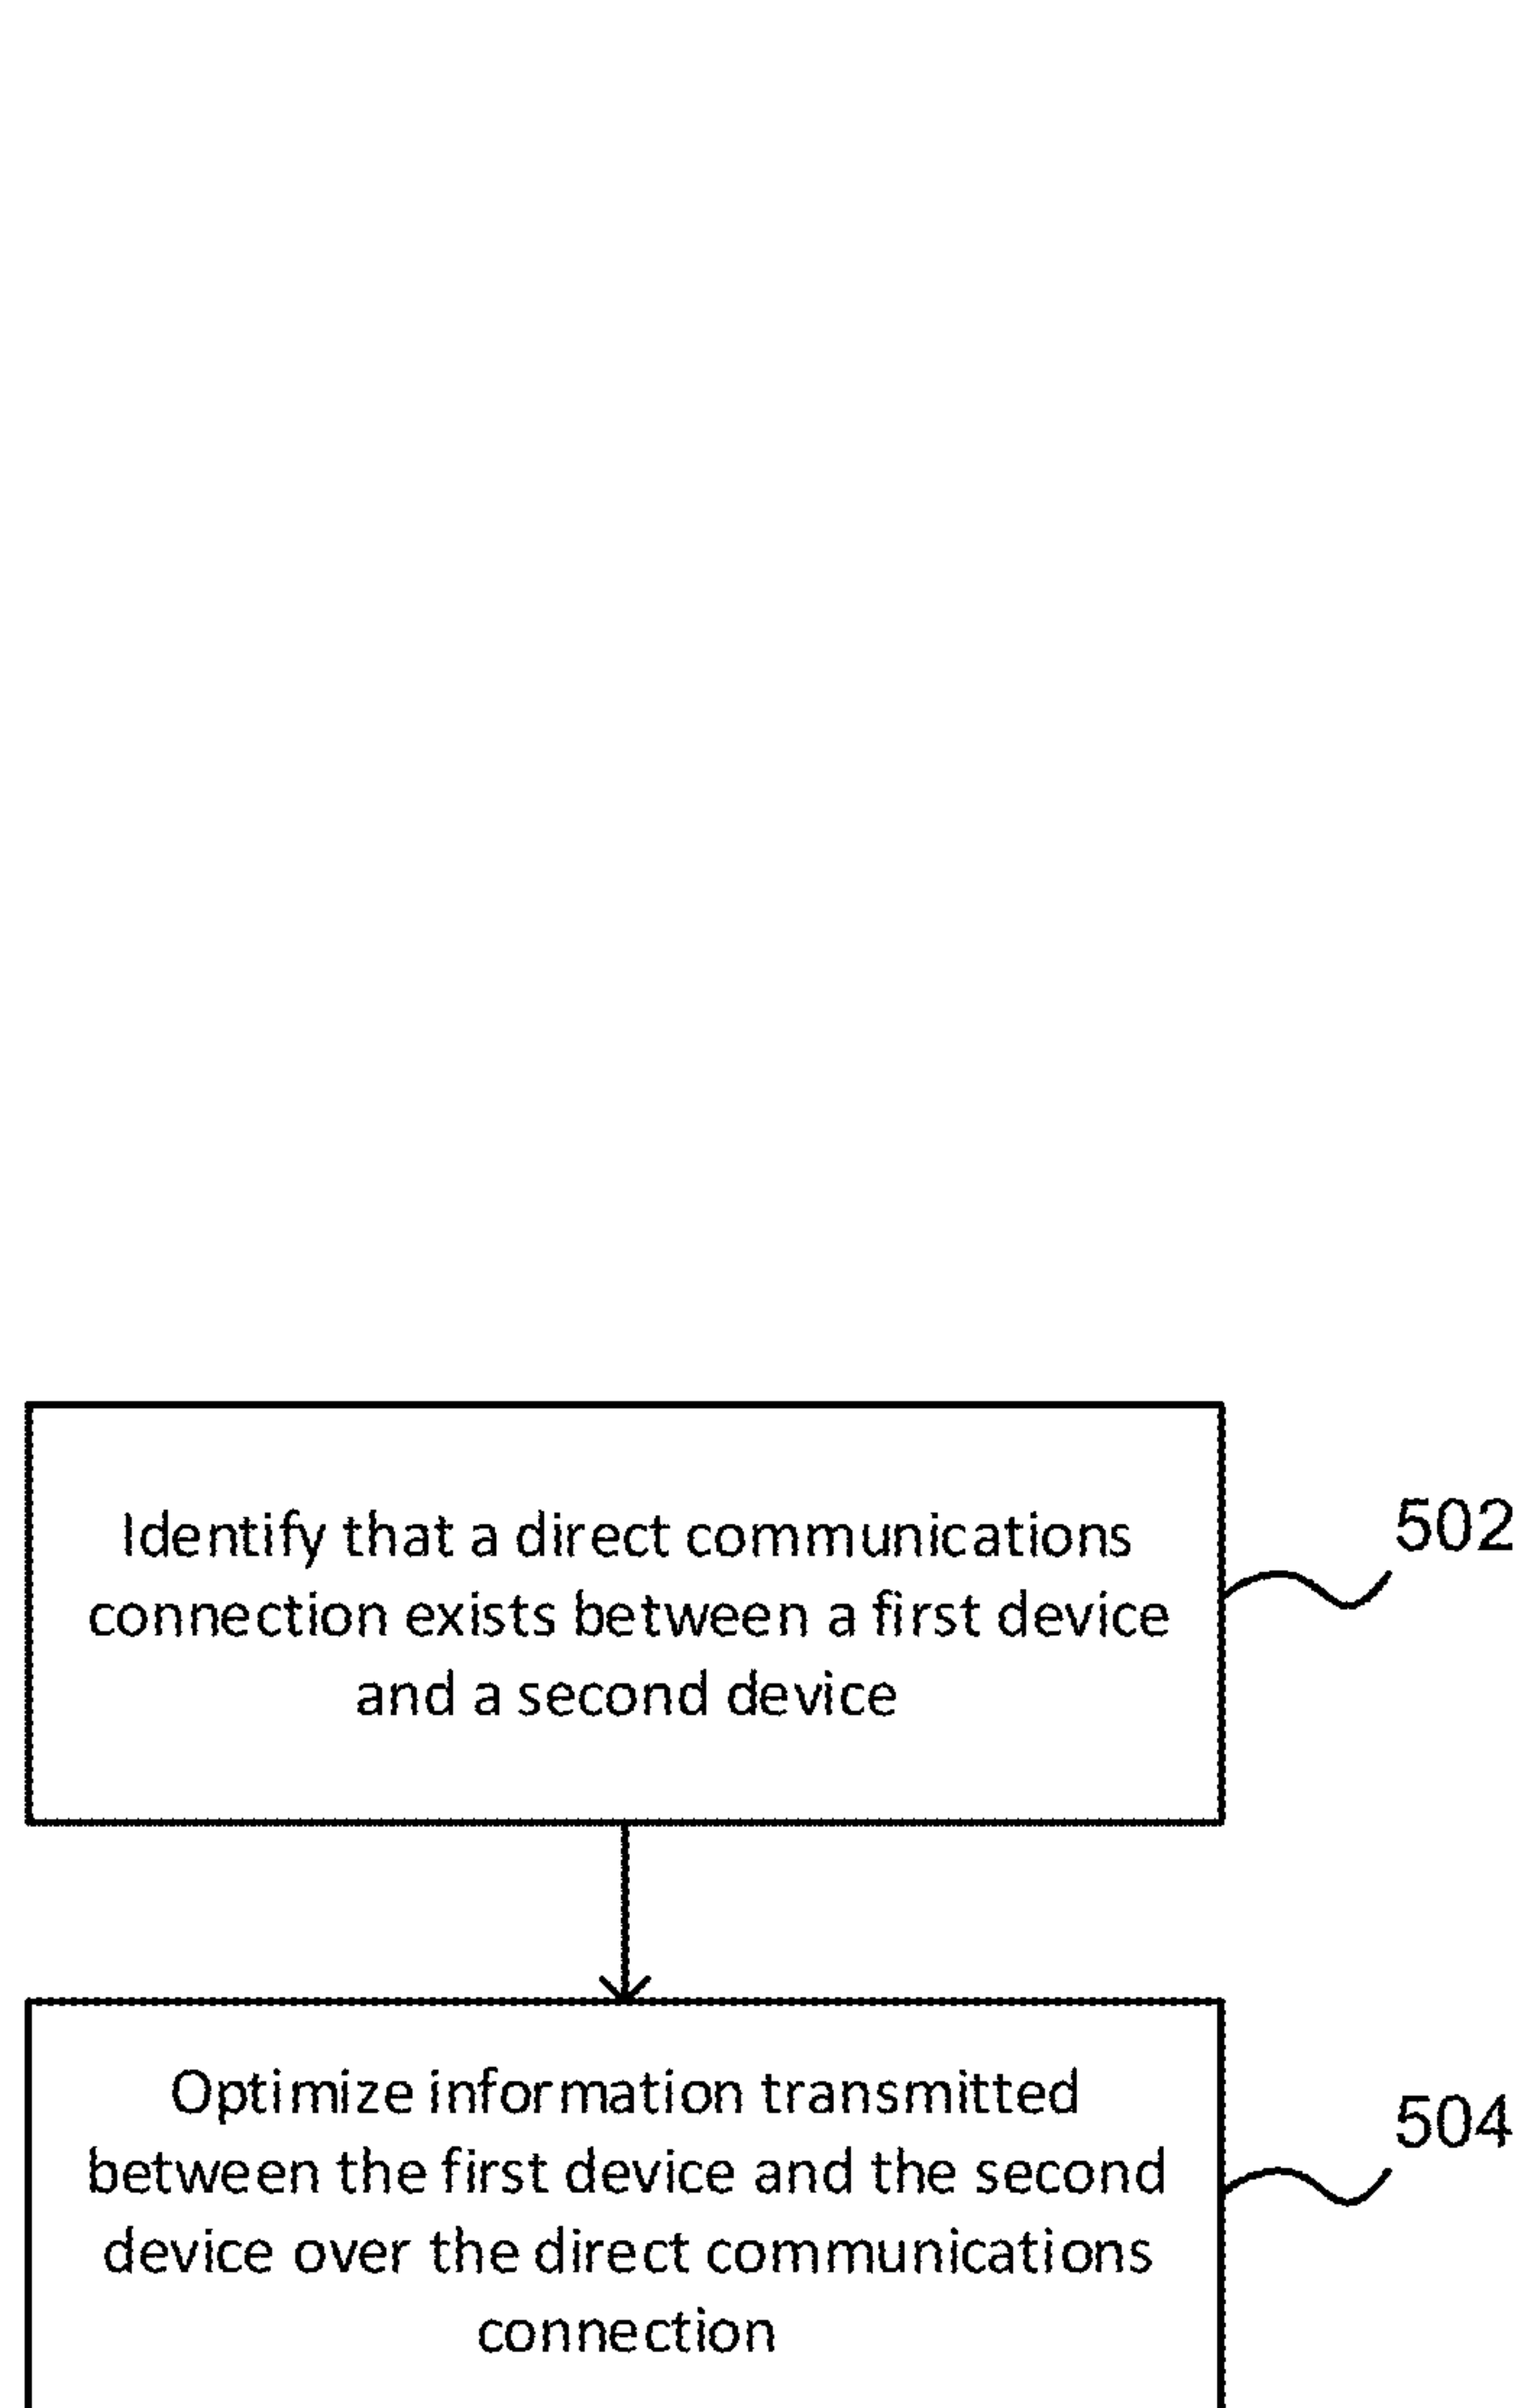 Identify that a direct communications
connection exists between a first device
and a second device
502
Optimize information transmitted
between the first device and the second
device over the direct communications
connection
504